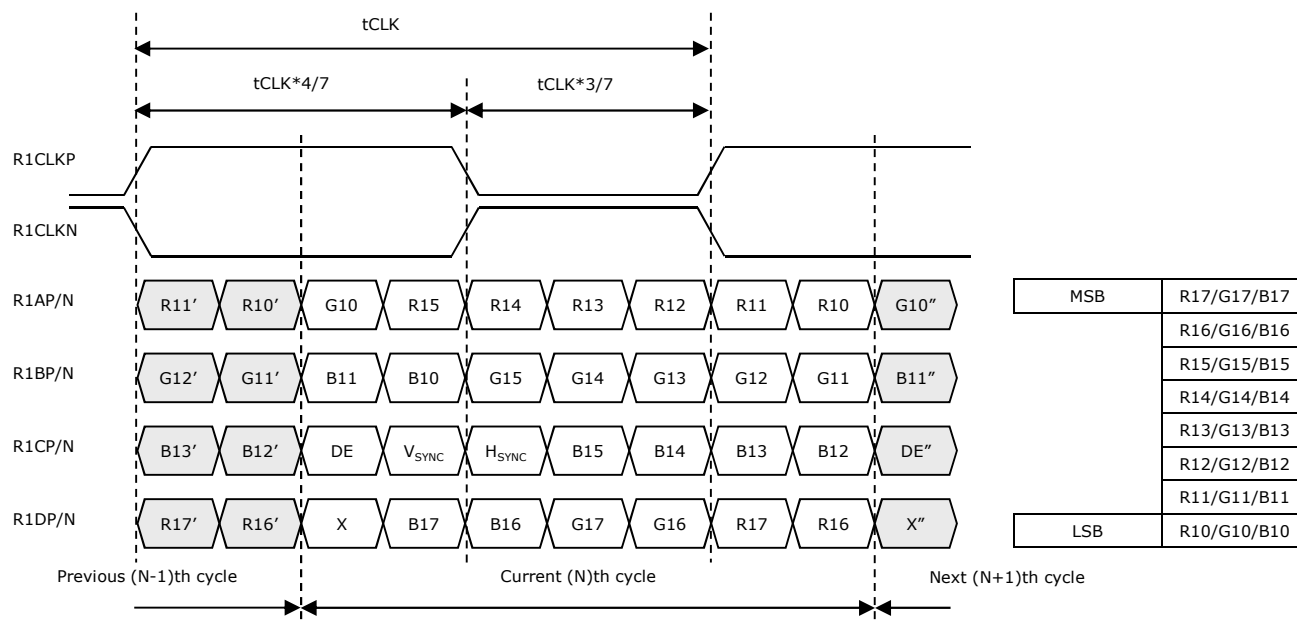 tCLK
tCLK*4/7
tCLK*3/7
R1CLKP
R1CLKN
R1AP/N R11′ R10′ G10 R15 R14 R13 R12 R11 R10 G10″
R1BP/N G12′ G11′ B11 B10 G15 G14 G13 G12 G11 B11″
R1CP/N B13′ B12′ DE VSYNC HSYNC B15 B14 B13 B12 DE″
R1DP/N R17′ R16′ X B17 B16 G17 G16 R17 R16 X″
Previous (N-1)th cycle
Current (N)th cycle
Next (N+1)th cycle
MSB R17/G17/B17
R16/G16/B16
R15/G15/B15
R14/G14/B14
R13/G13/B13
R12/G12/B12
R11/G11/B11
LSB R10/G10/B10